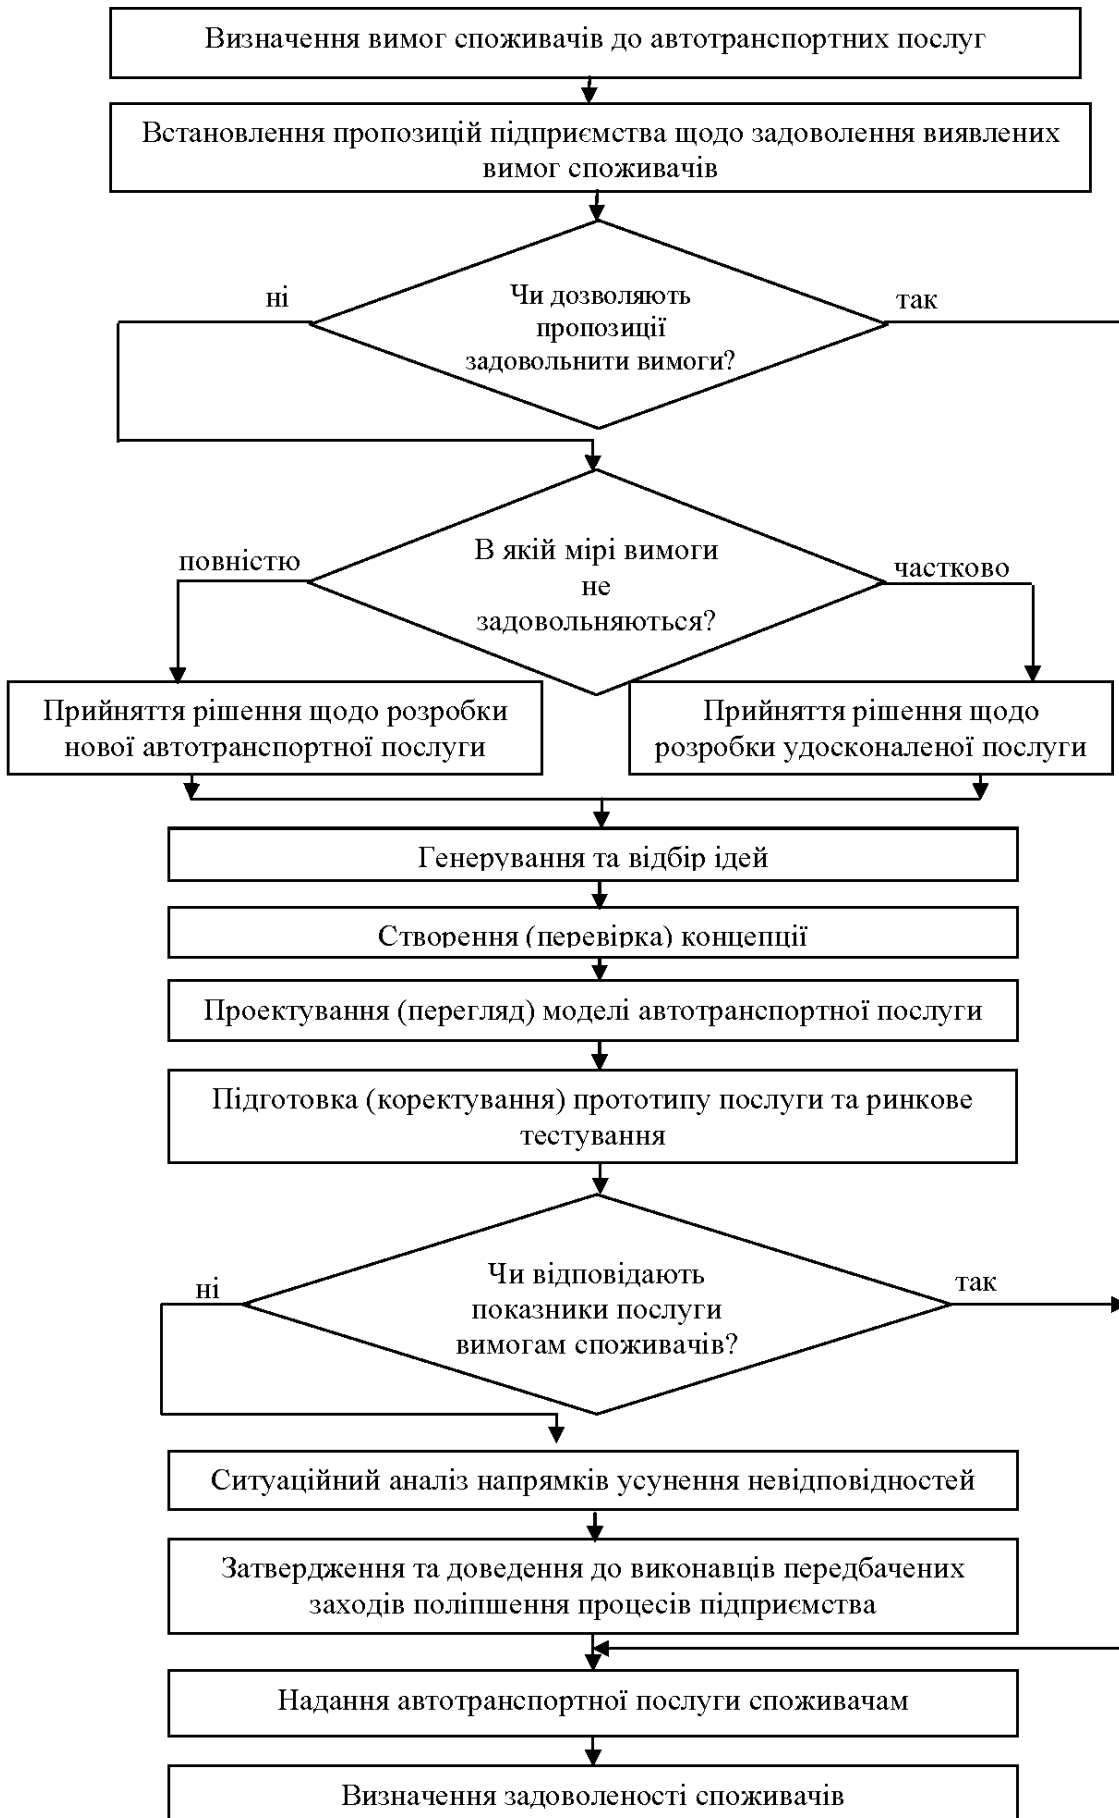 Визначення вимог споживачів до автотранспортних послуг
Встановлення пропозицій підприємства щодо задоволення виявлених
вимог споживачів
Чи дозволяють
пропозиції
задовольнити вимоги?
ні
так
В якій мірі вимоги
не
задовольняються?
повністю
частково
Прийняття рішення щодо розробки
нової автотранспортної послуги
Прийняття рішення щодо
розробки удосконаленої послуги
Генерування та відбір ідей
Створення (перевірка) концепції
Проектування (перегляд) моделі автотранспортної послуги
Підготовка (коректування) прототипу послуги та ринкове
тестування
Чи відповідають
показники послуги
вимогам споживачів?
ні
так
Ситуаційний аналіз напрямків усунення невідповідностей
Затвердження та доведення до виконавців передбачених
заходів поліпшення процесів підприємства
Надання автотранспортної послуги споживачам
Визначення задоволеності споживачів